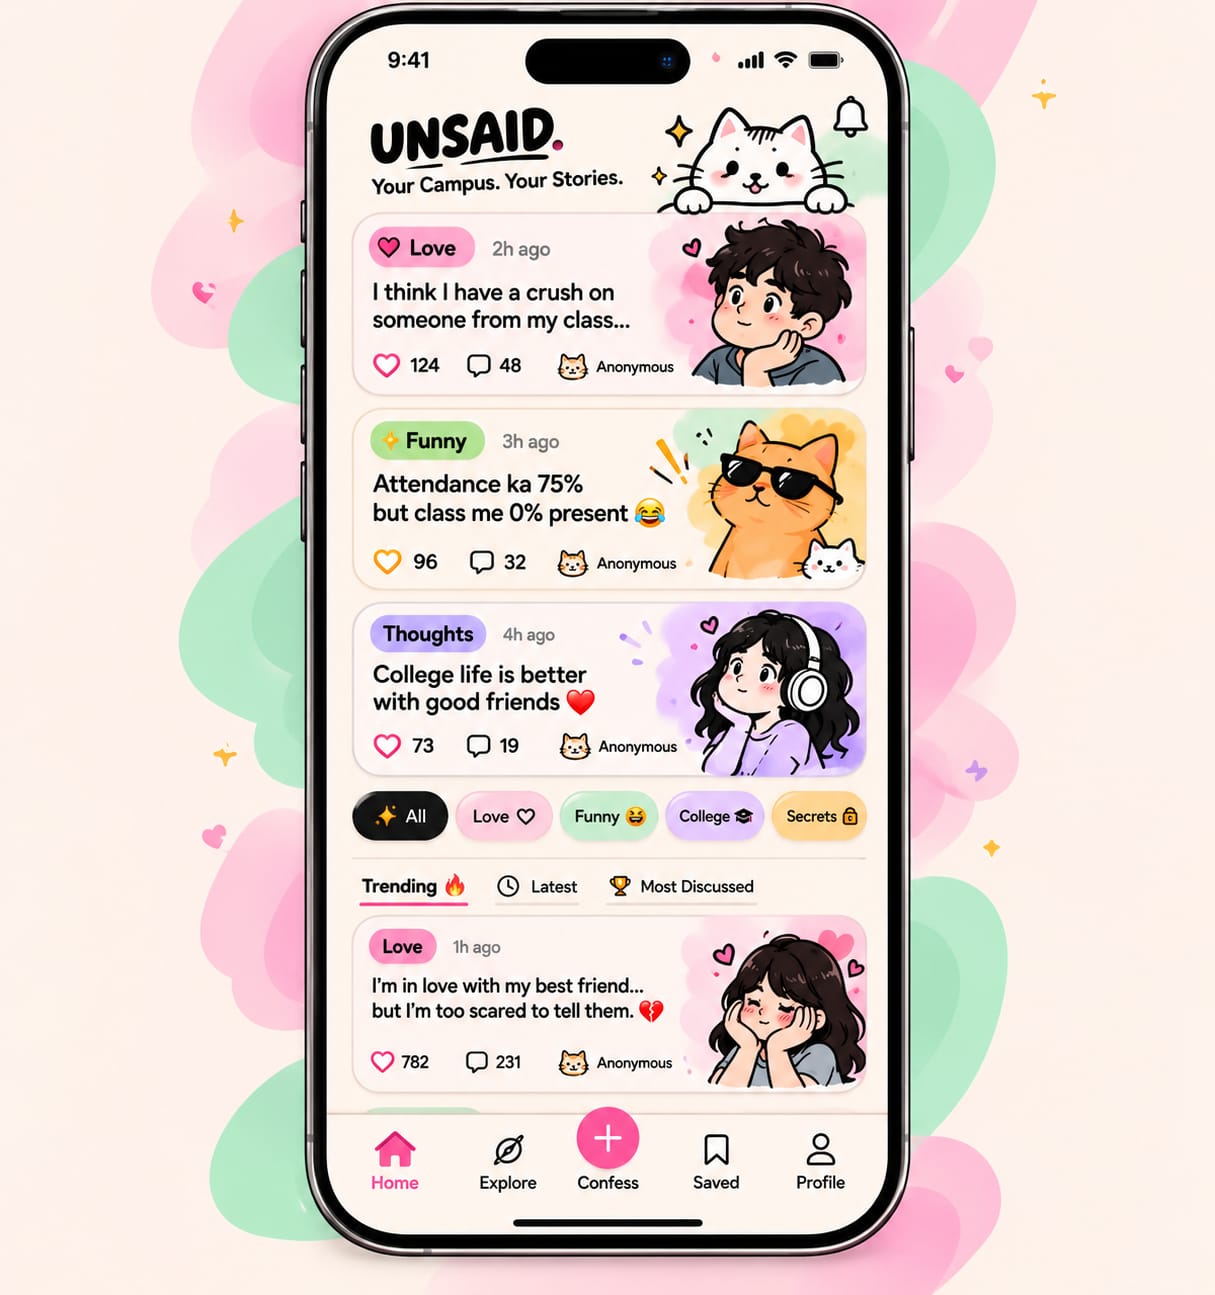 9:41
UNSAID.
Your Campus. Your Stories.
Love 2h ago
I think I have a crush on
someone from my class...
124 48 Anonymous
Funny 3h ago
Attendance ka 75%
but class me 0% present 😂
96 32 Anonymous
Thoughts 4h ago
College life is better
with good friends ❤️
73 19 Anonymous
All Love Funny College Secrets
Trending Latest Most Discussed
Love 1h ago
I'm in love with my best friend...
but I'm too scared to tell them. 💔
782 231 Anonymous
Home Explore Confess Saved Profile